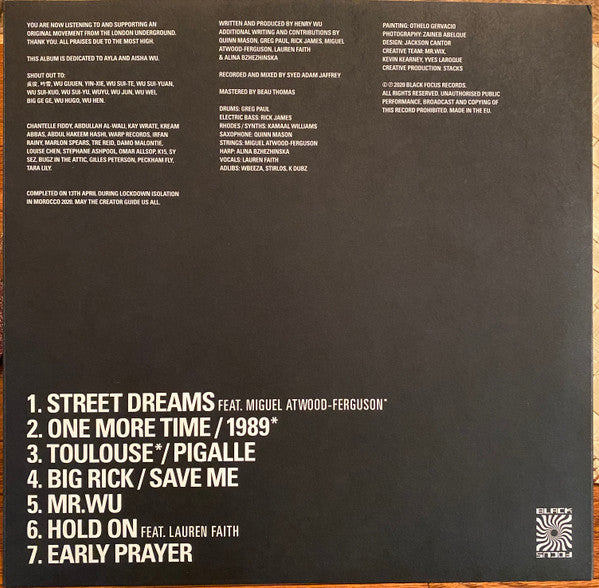 YOU ARE NOW LISTENING TO AND SUPPORTING AN
ORIGINAL MOVEMENT FROM THE LONDON UNDERGROUND.
THANK YOU. ALL PRAISES DUE TO THE MOST HIGH.
THIS ALBUM IS DEDICATED TO AYLA AND AISHA WU.
SHOUT OUT TO:
WU GUUEN, YIN-XIE, WU SUI-TE, WU SUI-YUAN,
WU SUI-KUO, WU SUI-YU, WUYU, WU JUN, WU WEI,
BIG GE GE, WU HUGO, WU HEN.
CHANTELLE FIDDY, ABDULLAH AL-WALI, KAY WRATE, KREAM
ABBAS, ABDUL HAKEEM HASHI, WARP RECORDS, IRFAN
RAINY, MARLON SPEARS, TRE REID, DAMO MALONTIE,
LOUISE CHEN, STEPHANE ASHPOOL, OMAR ALLSOP, K15, SY
SEZ, BUGZ IN THE ATTIC, GILLES PETERSON, PECKHAM FLY,
TARA LILY.
COMPLETED ON 13TH APRIL DURING LOCKDOWN ISOLATION
IN MOROCCO 2020. MAY THE CREATOR GUIDE US ALL.
WRITTEN AND PRODUCED BY HENRY WU
ADDITIONAL WRITING AND CONTRIBUTIONS BY
QUINN MASON, GREG PAUL, RICK JAMES, MIGUEL
ATWOOD-FERGUSON, LAUREN FAITH
& ALINA BZHEZHINSKA
RECORDED AND MIXED BY SYED ADAM JAFFREY
MASTERED BY BEAU THOMAS
DRUMS: GREG PAUL
ELECTRIC BASS: RICK JAMES
RHODES / SYNTHS: KAMAAL WILLIAMS
SAXOPHONE: QUINN MASON
STRINGS: MIGUEL ATWOOD-FERGUSON
HARP: ALINA BZHEZHINSKA
VOCALS: LAUREN FAITH
ADLIBS: WBEEZA, STIRLOS, K DUBZ
PAINTING: OTHELO GERVACIO
PHOTOGRAPHY: ZAINEB ABELQUE
DESIGN: JACKSON CANTOR
CREATIVE TEAM: MR.WIX,
KEVIN KEARNEY, YVES LAROQUE
CREATIVE PRODUCTION: STACKS
©℗ 2020 BLACK FOCUS RECORDS.
ALL RIGHTS RESERVED. UNAUTHORISED PUBLIC
PERFORMANCE, BROADCAST AND COPYING OF
THIS RECORD PROHIBITED. MADE IN THE EU.
1. STREET DREAMS FEAT. MIGUEL ATWOOD-FERGUSON*
2. ONE MORE TIME / 1989*
3. TOULOUSE* / PIGALLE
4. BIG RICK / SAVE ME
5. MR.WU
6. HOLD ON FEAT. LAUREN FAITH
7. EARLY PRAYER
BLACK
FOCUS